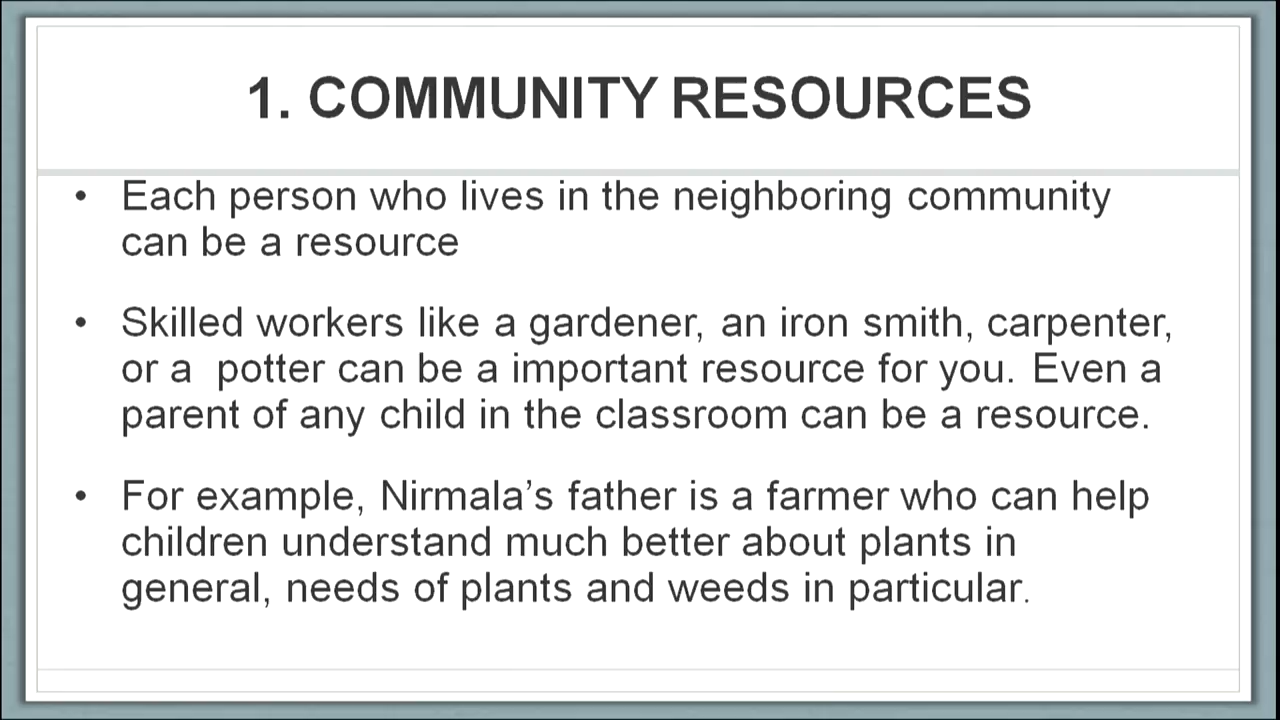 1. COMMUNITY RESOURCES
• Each person who lives in the neighboring community
can be a resource
• Skilled workers like a gardener, an iron smith, carpenter,
or a potter can be a important resource for you. Even a
parent of any child in the classroom can be a resource.
• For example, Nirmala’s father is a farmer who can help
children understand much better about plants in
general, needs of plants and weeds in particular.